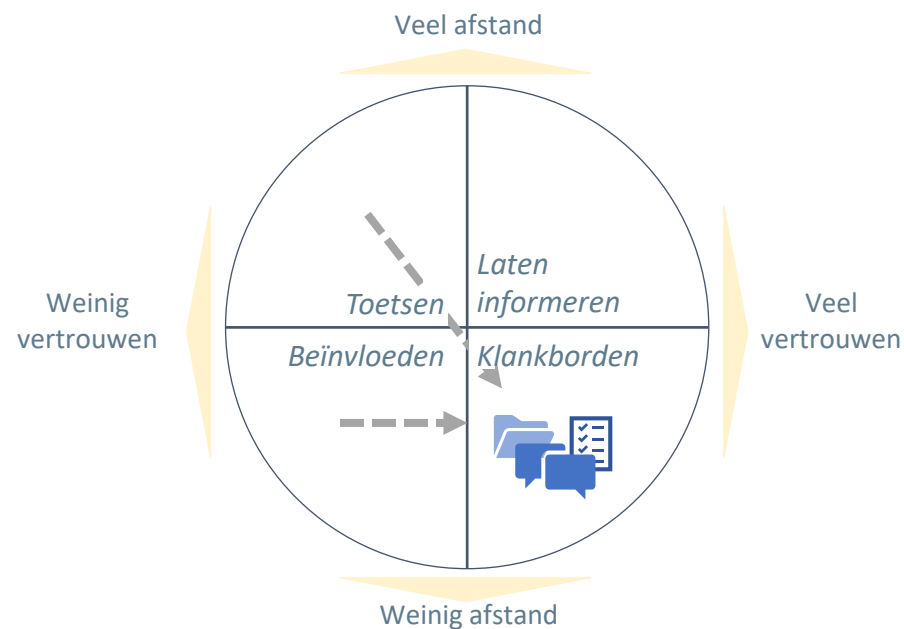 Veel afstand
Laten
informeren
Toetsen
Weinig
vertrouwen
Veel
vertrouwen
Beïnvloeden
Klankborden
Weinig afstand